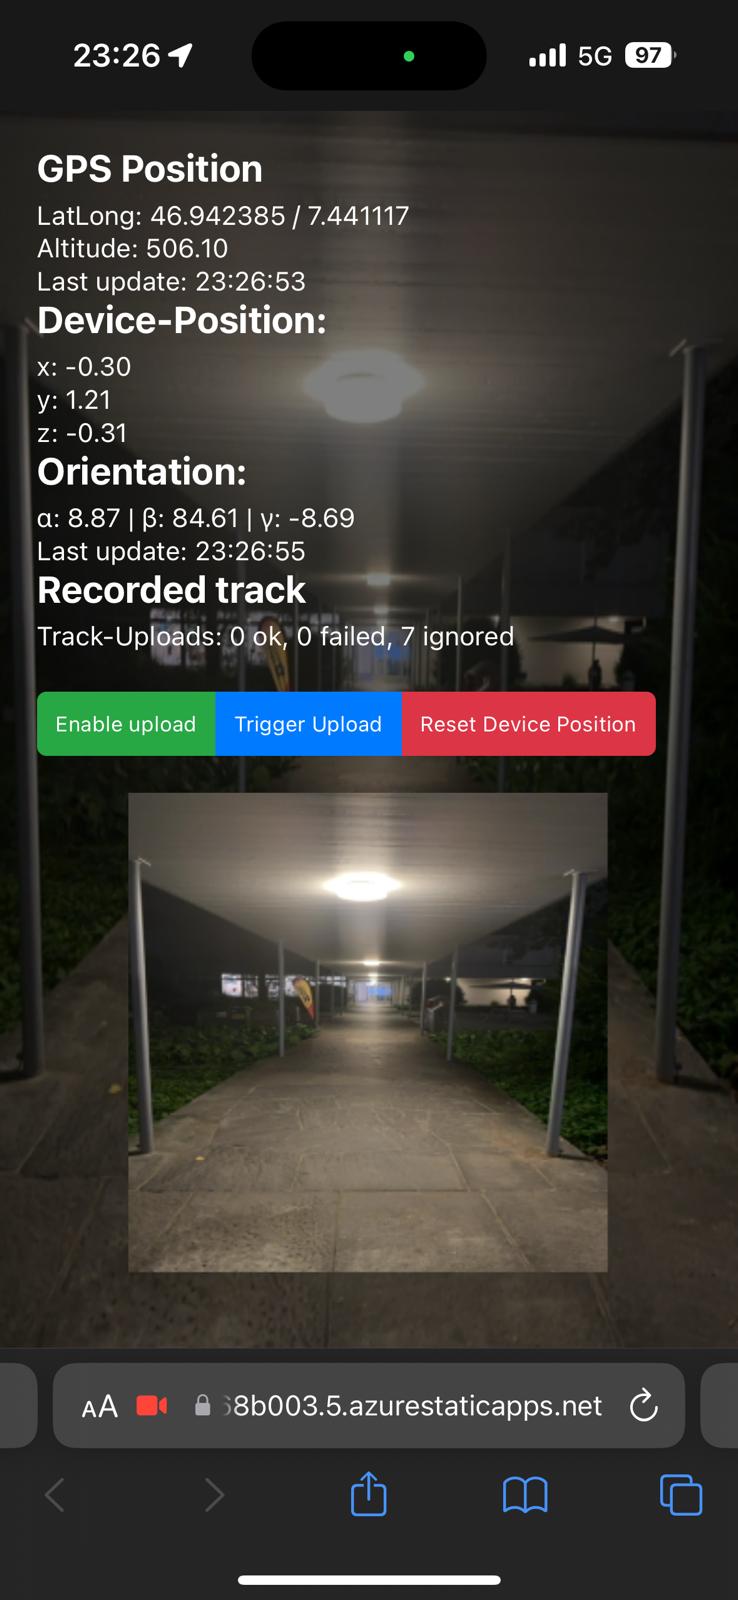 23:26
5G 97
GPS Position
LatLong: 46.942385 / 7.441117
Altitude: 506.10
Last update: 23:26:53
Device-Position:
x: -0.30
y: 1.21
z: -0.31
Orientation:
α: 8.87 | β: 84.61 | γ: -8.69
Last update: 23:26:55
Recorded track
Track-Uploads: 0 ok, 0 failed, 7 ignored
Enable upload Trigger Upload Reset Device Position
AA 8b003.5.azurestaticapps.net